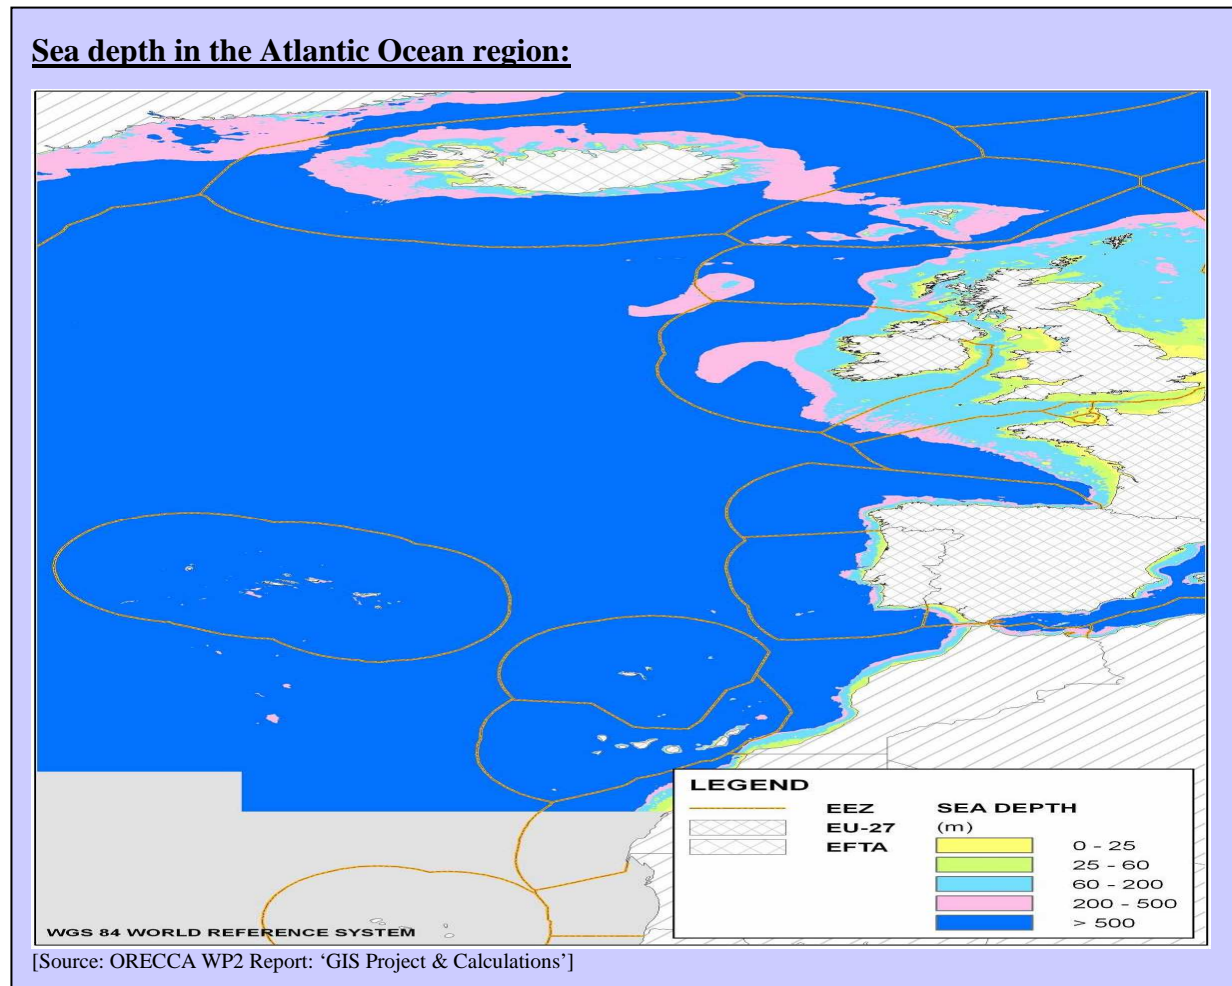 Sea depth in the Atlantic Ocean region:
LEGEND
EEZ
EU-27
EFTA
SEA DEPTH
(m)
0 - 25
25 - 60
60 - 200
200 - 500
> 500
WGS 84 WORLD REFERENCE SYSTEM
[Source: ORECCA WP2 Report: ‘GIS Project & Calculations’]